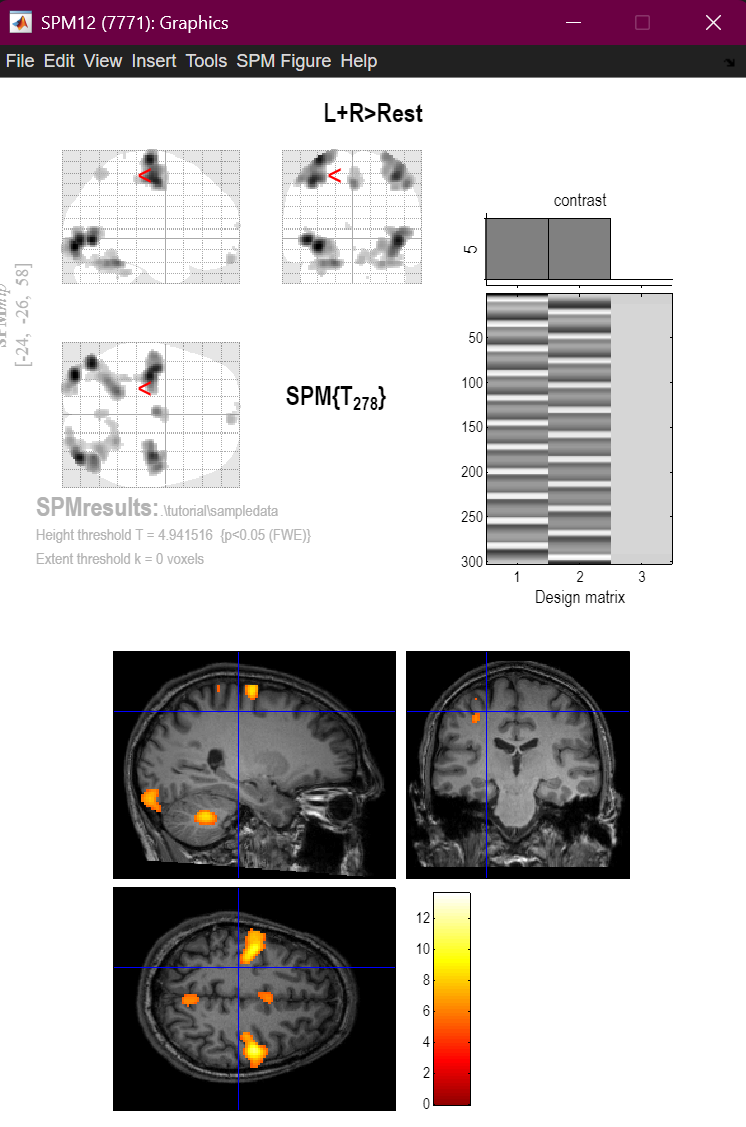 SPM12 (7771): Graphics
File Edit View Insert Tools SPM Figure Help
L+R>Rest
<
<
contrast
5
[-24, -26, 58]
<
SPM{T278}
50
100
150
200
250
300
1 2 3
Design matrix
SPMresults: .\tutorial\sampledata
Height threshold T = 4.941516 {p<0.05 (FWE)}
Extent threshold k = 0 voxels
12
10
8
6
4
2
0